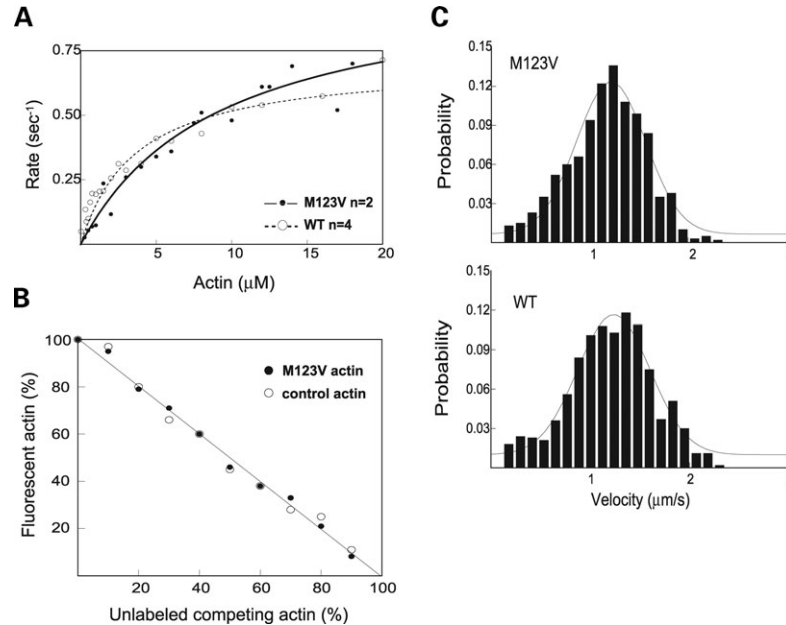 A
0.75
0.50
0.25
Rate (sec⁻¹)
M123V n=2
WT n=4
5
10
15
20
Actin (μM)
B
100
80
60
40
20
Fluorescent actin (%)
M123V actin
control actin
20
40
60
80
100
Unlabeled competing actin (%)
C
0.15
0.12
0.09
0.06
0.03
Probability
M123V
1
2
0.15
0.12
0.09
0.06
0.03
Probability
WT
1
2
Velocity (μm/s)